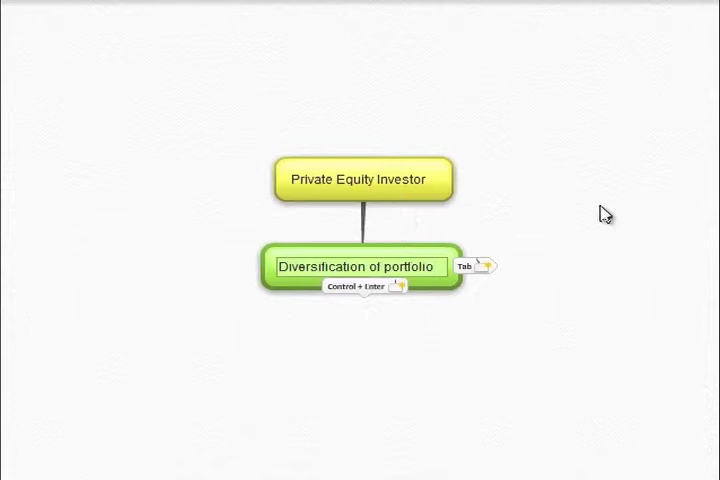 Private Equity Investor
Diversification of portfolio
Tab
Control + Enter